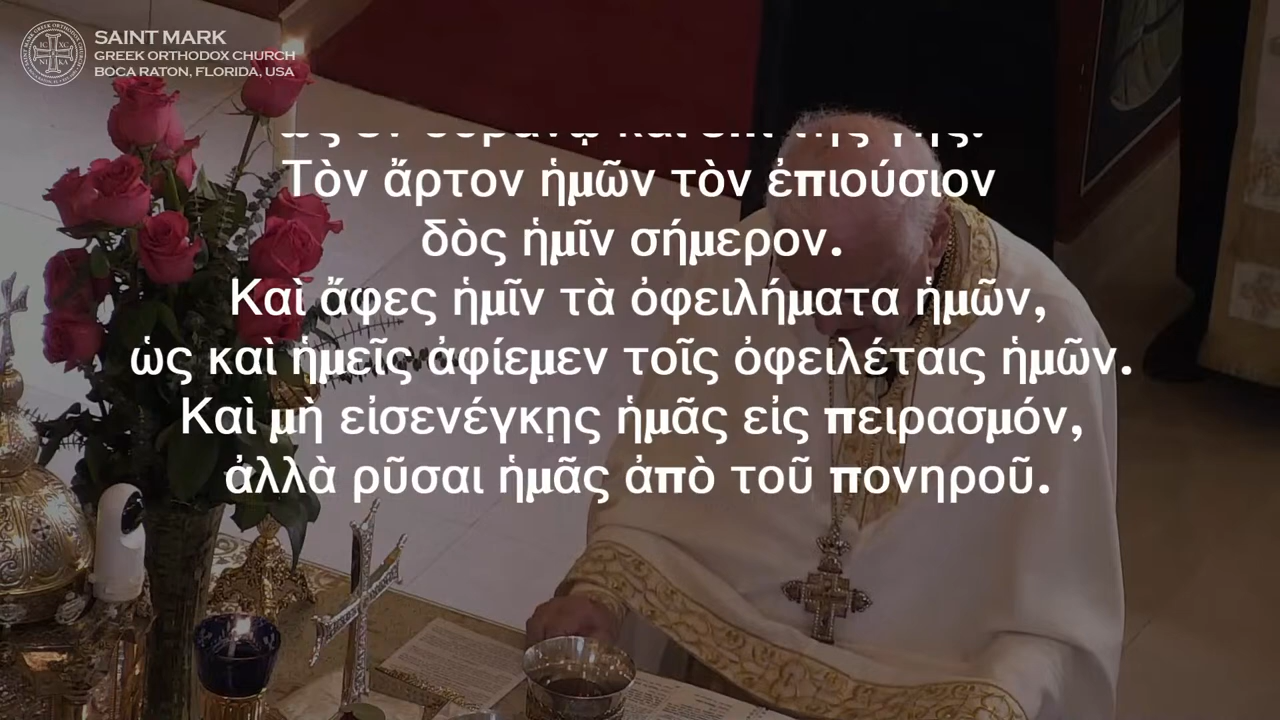 SAINT MARK
GREEK ORTHODOX CHURCH
BOCA RATON, FLORIDA, USA
Τὸν ἄρτον ἡμῶν τὸν ἐπιούσιον
δὸς ἡμῖν σήμερον.
Καὶ ἄφες ἡμῖν τὰ ὀφειλήματα ἡμῶν,
ὡς καὶ ἡμεῖς ἀφίεμεν τοῖς ὀφειλέταις ἡμῶν.
Καὶ μὴ εἰσενέγκῃς ἡμᾶς εἰς πειρασμόν,
ἀλλὰ ρῦσαι ἡμᾶς ἀπὸ τοῦ πονηροῦ.